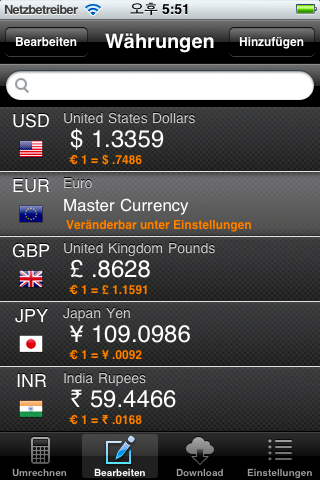 Netzbetreiber 오후 5:51
Bearbeiten Währungen Hinzufügen
USD United States Dollars
$ 1.3359
€ 1 = $ .7486
EUR Euro
Master Currency
Veränderbar unter Einstellungen
GBP United Kingdom Pounds
£ .8628
€ 1 = £ 1.1591
JPY Japan Yen
¥ 109.0986
€ 1 = ¥ .0092
INR India Rupees
₹ 59.4466
€ 1 = ₹ .0168
Umrechnen Bearbeiten Download Einstellungen